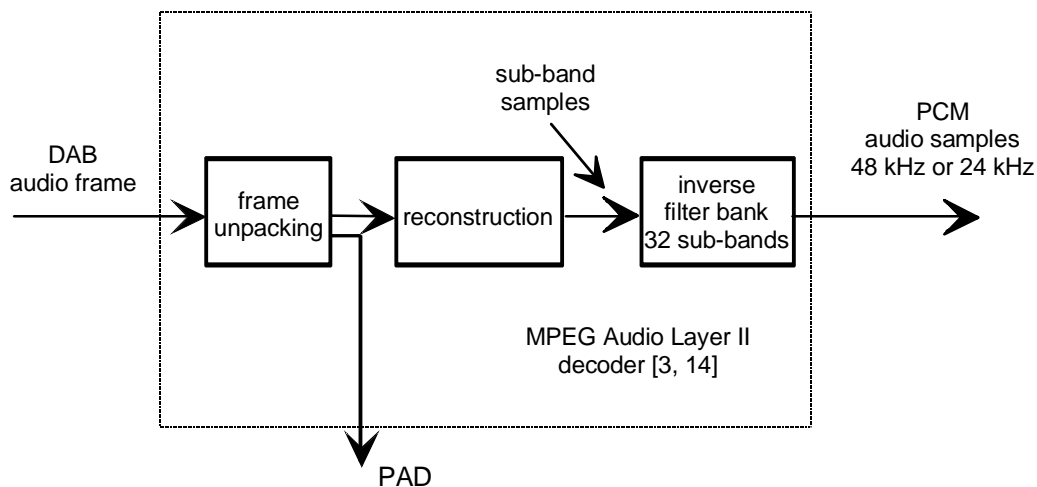 sub-band
samples
PCM
audio samples
48 kHz or 24 kHz
DAB
audio frame
frame
unpacking
reconstruction
inverse
filter bank
32 sub-bands
MPEG Audio Layer II
decoder [3, 14]
PAD